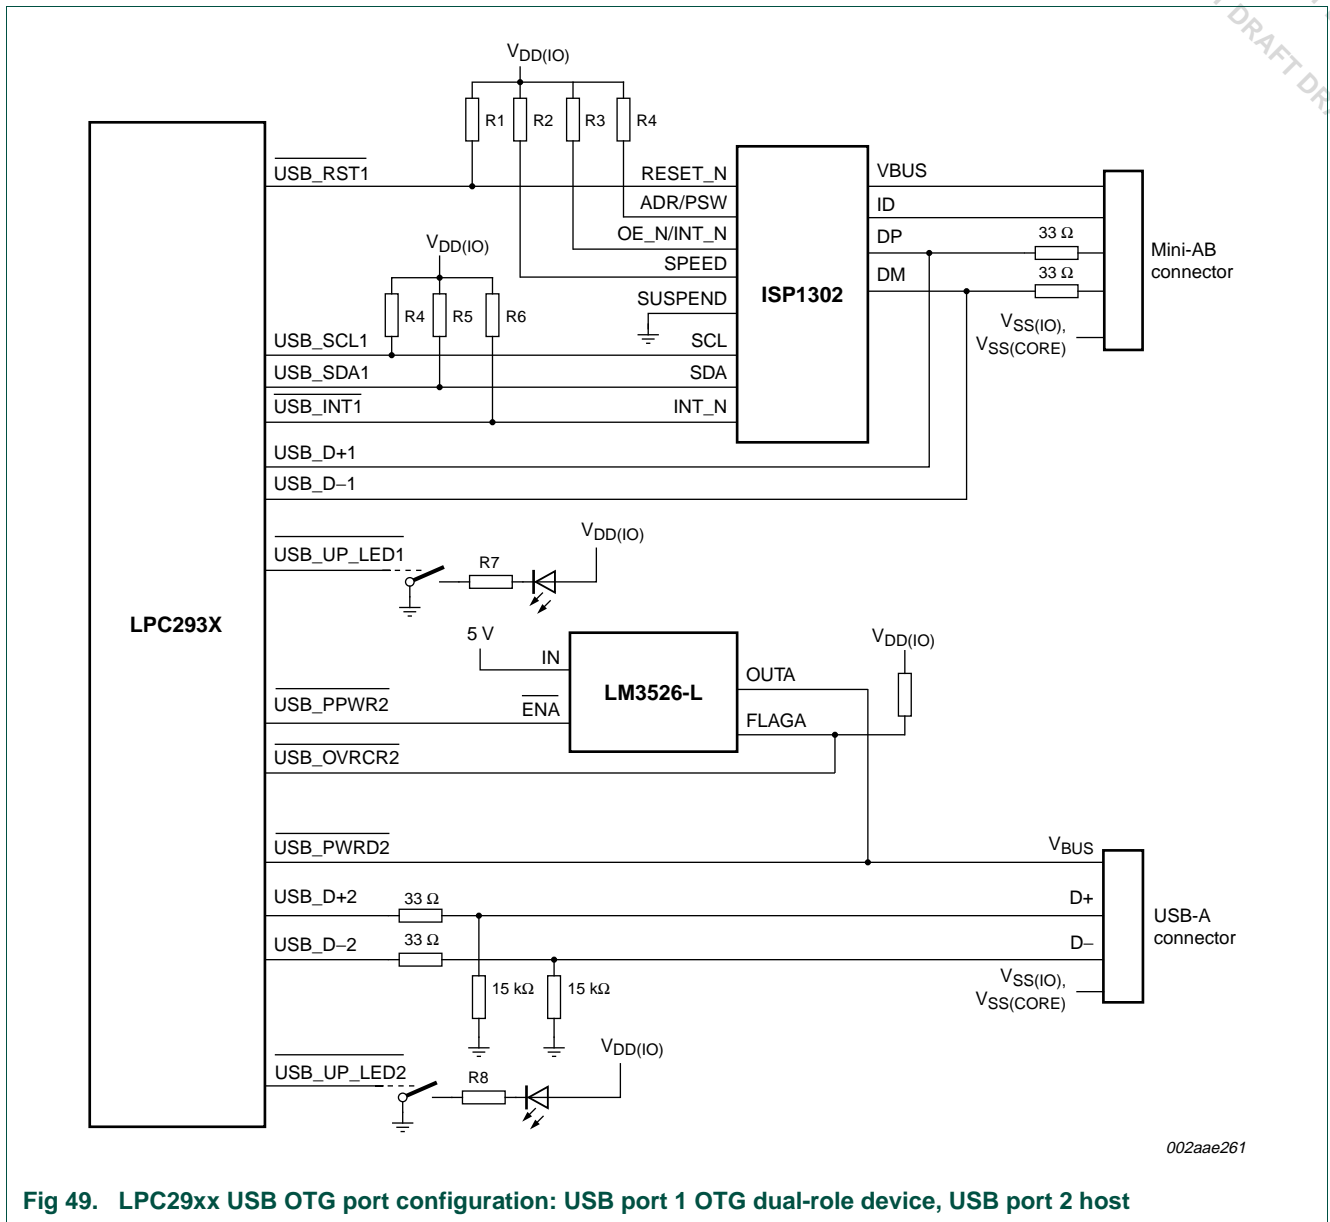 DRAFT DRA
VDD(IO)
R1 R2 R3 R4
USB_RST1
RESET_N
VBUS
ADR/PSW
ID
OE_N/INT_N
DP
33 Ω
SPEED
DM
33 Ω
Mini-AB
connector
VDD(IO)
SUSPEND
ISP1302
R4 R5 R6
VSS(IO),
VSS(CORE)
USB_SCL1
SCL
USB_SDA1
SDA
USB_INT1
INT_N
USB_D+1
USB_D−1
VDD(IO)
USB_UP_LED1
R7
LPC293X
5 V
IN
LM3526-L
OUTA
VDD(IO)
USB_PPWR2
ENA
FLAGA
USB_OVRCR2
USB_PWRD2
VBUS
USB_D+2
33 Ω
D+
USB-A
connector
USB_D−2
33 Ω
D−
15 kΩ 15 kΩ
VSS(IO),
VSS(CORE)
VDD(IO)
USB_UP_LED2
R8
002aae261
Fig 49. LPC29xx USB OTG port configuration: USB port 1 OTG dual-role device, USB port 2 host